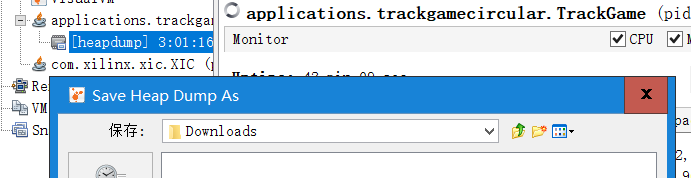 VisualVM
applications.trackgam
[heapdump] 3:01:16
com.xilinx.xic.XIC (p
Rem
VM
Sn
applications.trackgamecircular.TrackGame (pid
Monitor
CPU
Save Heap Dump As
x
保存:
Downloads